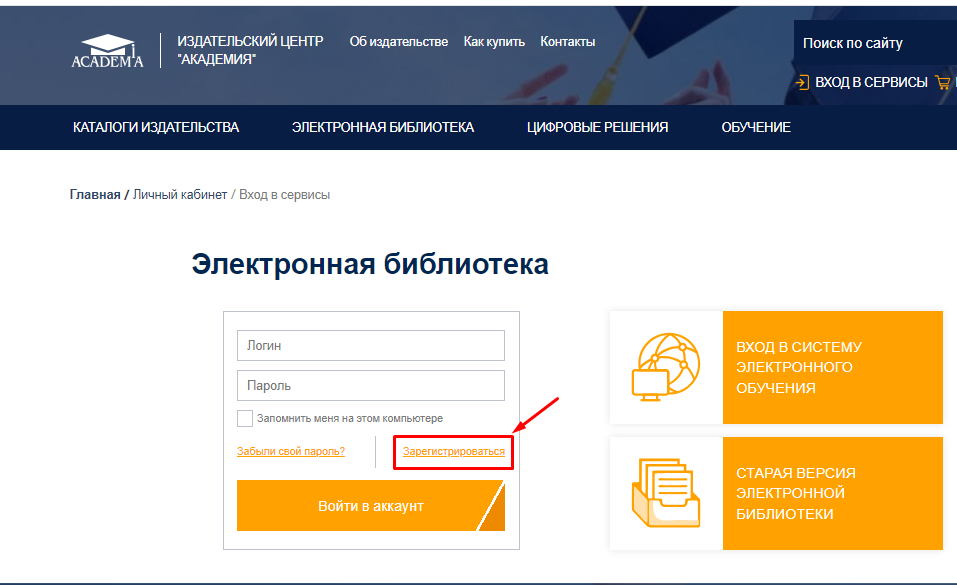 ACADEM'A
ИЗДАТЕЛЬСКИЙ ЦЕНТР
"АКАДЕМИЯ"
Об издательстве Как купить Контакты
Поиск по сайту
ВХОД В СЕРВИСЫ
КАТАЛОГИ ИЗДАТЕЛЬСТВА ЭЛЕКТРОННАЯ БИБЛИОТЕКА ЦИФРОВЫЕ РЕШЕНИЯ ОБУЧЕНИЕ
Главная / Личный кабинет / Вход в сервисы
Электронная библиотека
Логин
Пароль
Запомнить меня на этом компьютере
Забыли свой пароль? Зарегистрироваться
Войти в аккаунт
ВХОД В СИСТЕМУ
ЭЛЕКТРОННОГО
ОБУЧЕНИЯ
СТАРАЯ ВЕРСИЯ
ЭЛЕКТРОННОЙ
БИБЛИОТЕКИ